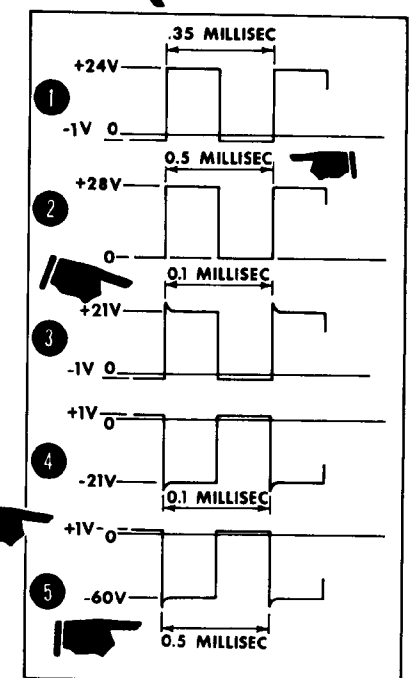 .35 MILLISEC
+24V
1
-1V 0
0.5 MILLISEC
+28V
2
0
0.1 MILLISEC
+21V
3
-1V 0
+1V
0
4
-21V
0.1 MILLISEC
+1V
0
5
-60V
0.5 MILLISEC